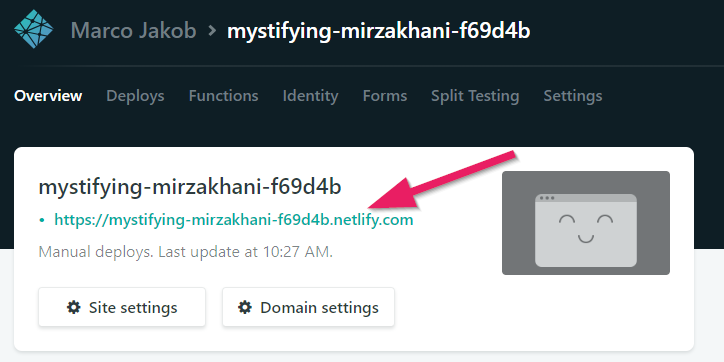 Marco Jakob > mystifying-mirzakhani-f69d4b
Overview Deploys Functions Identity Forms Split Testing Settings
mystifying-mirzakhani-f69d4b
• https://mystifying-mirzakhani-f69d4b.netlify.com
Manual deploys. Last update at 10:27 AM.
Site settings Domain settings